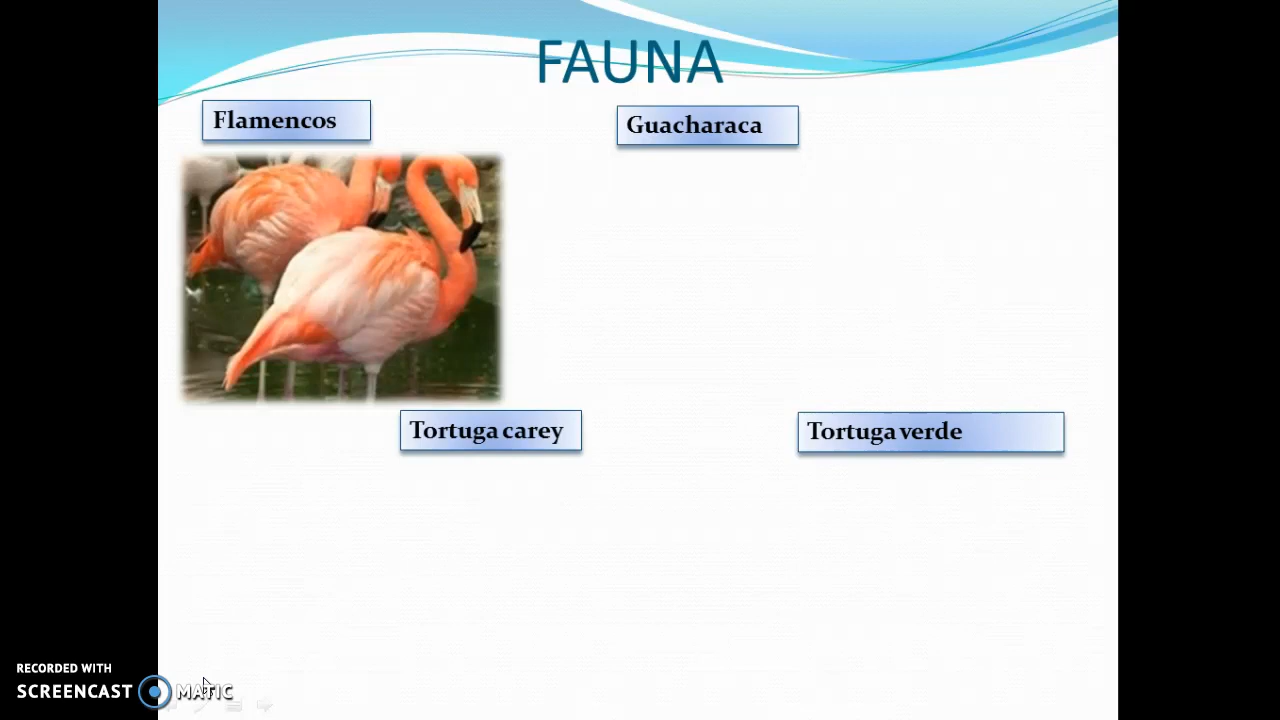 FAUNA
Flamencos
Guacharaca
Tortuga carey
Tortuga verde
RECORDED WITH
SCREENCAST MATIC